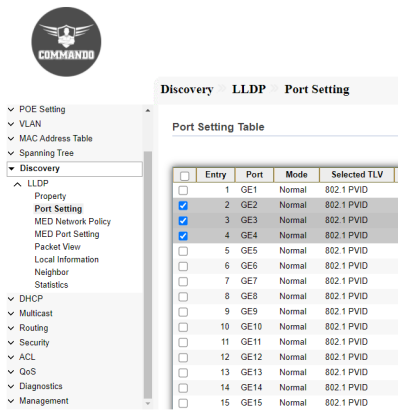 COMMANDO
Discovery LLDP Port Setting
POE Setting
VLAN
MAC Address Table
Spanning Tree
Discovery
LLDP
Property
Port Setting
MED Network Policy
MED Port Setting
Packet View
Local Information
Neighbor
Statistics
DHCP
Multicast
Routing
Security
ACL
QoS
Diagnostics
Management
Port Setting Table
Entry Port Mode Selected TLV
1 GE1 Normal 802.1 PVID
2 GE2 Normal 802.1 PVID
3 GE3 Normal 802.1 PVID
4 GE4 Normal 802.1 PVID
5 GE5 Normal 802.1 PVID
6 GE6 Normal 802.1 PVID
7 GE7 Normal 802.1 PVID
8 GE8 Normal 802.1 PVID
9 GE9 Normal 802.1 PVID
10 GE10 Normal 802.1 PVID
11 GE11 Normal 802.1 PVID
12 GE12 Normal 802.1 PVID
13 GE13 Normal 802.1 PVID
14 GE14 Normal 802.1 PVID
15 GE15 Normal 802.1 PVID